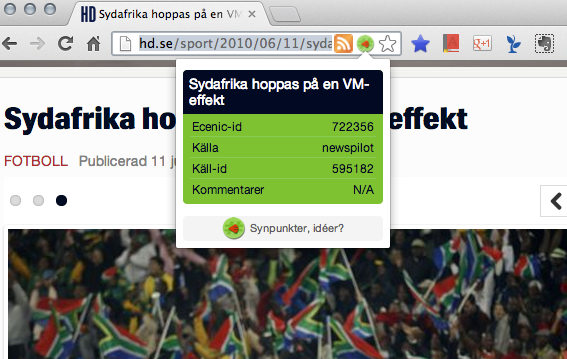 HD Sydafrika hoppas på en VM-
hd.se/sport/2010/06/11/syda
g+1
Sydafrika hoppas på en VM-
effekt
Ecenic-id 722356
Källa newspilot
Käll-id 595182
Kommentarer N/A
Synpunkter, idéer?
Sydafrika ho effekt
FOTBOLL Publicerad 11 ju